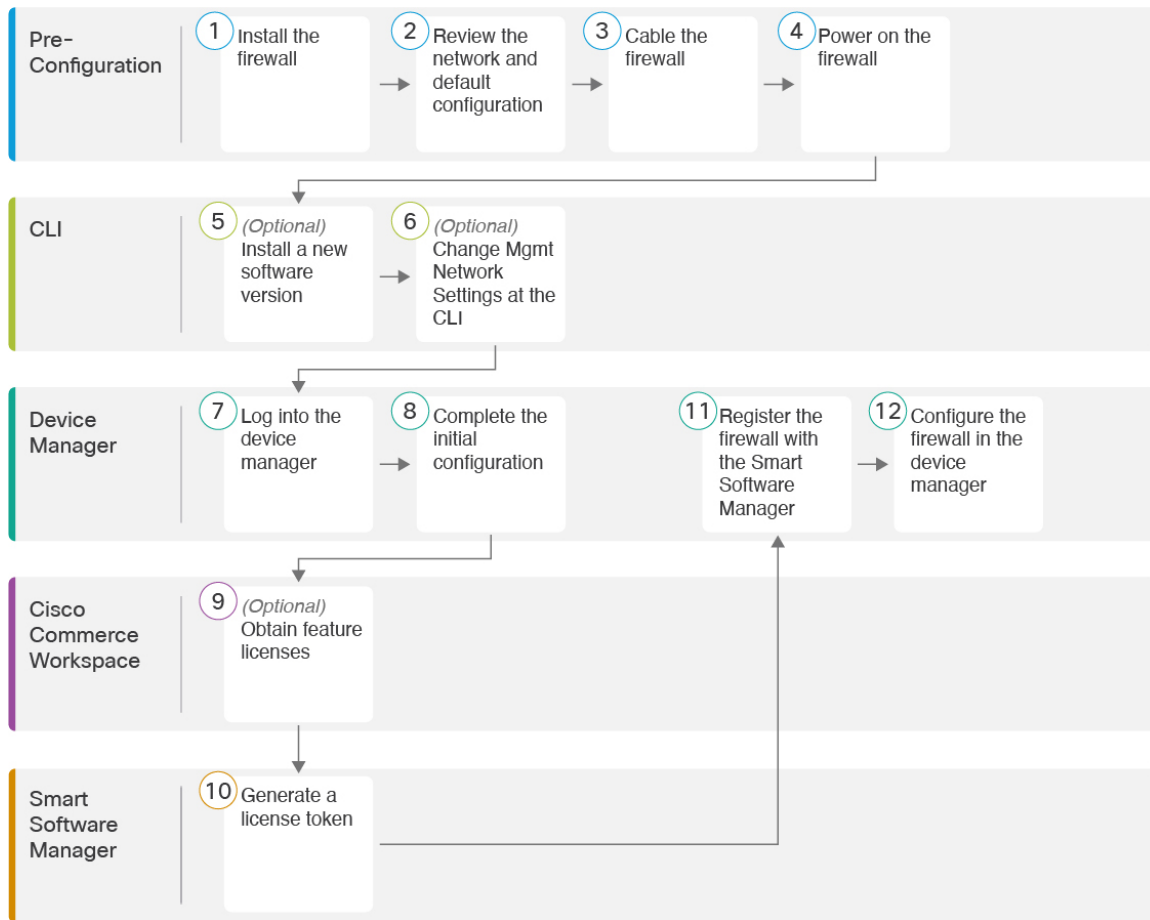 Pre-
Configuration
1
Install the
firewall
2
Review the
network and
default
configuration
3
Cable the
firewall
4
Power on the
firewall
CLI
5
(Optional)
Install a new
software
version
6
(Optional)
Change Mgmt
Network
Settings at the
CLI
Device
Manager
7
Log into the
device
manager
8
Complete the
initial
configuration
11
Register the
firewall with
the Smart
Software
Manager
12
Configure the
firewall in the
device
manager
Cisco
Commerce
Workspace
9
(Optional)
Obtain feature
licenses
Smart
Software
Manager
10
Generate a
license token